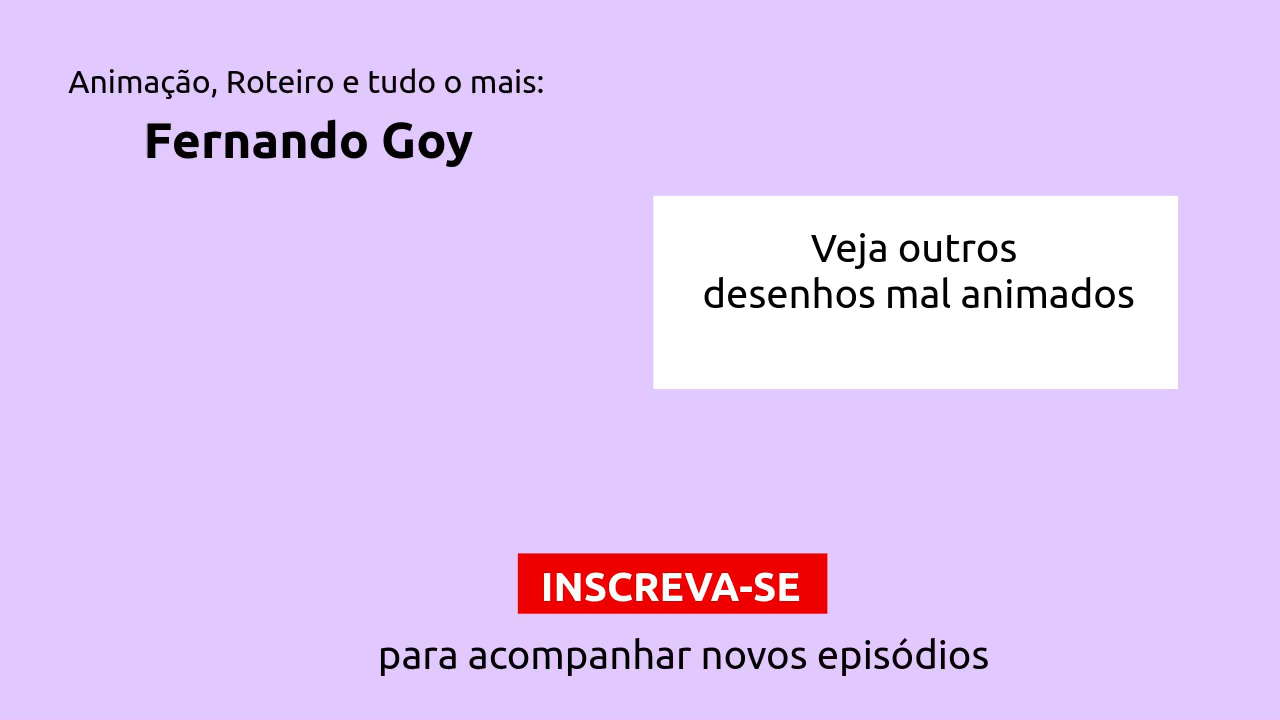 Animação, Roteiro e tudo o mais:
Fernando Goy
Veja outros
desenhos mal animados
INSCREVA-SE
para acompanhar novos episódios